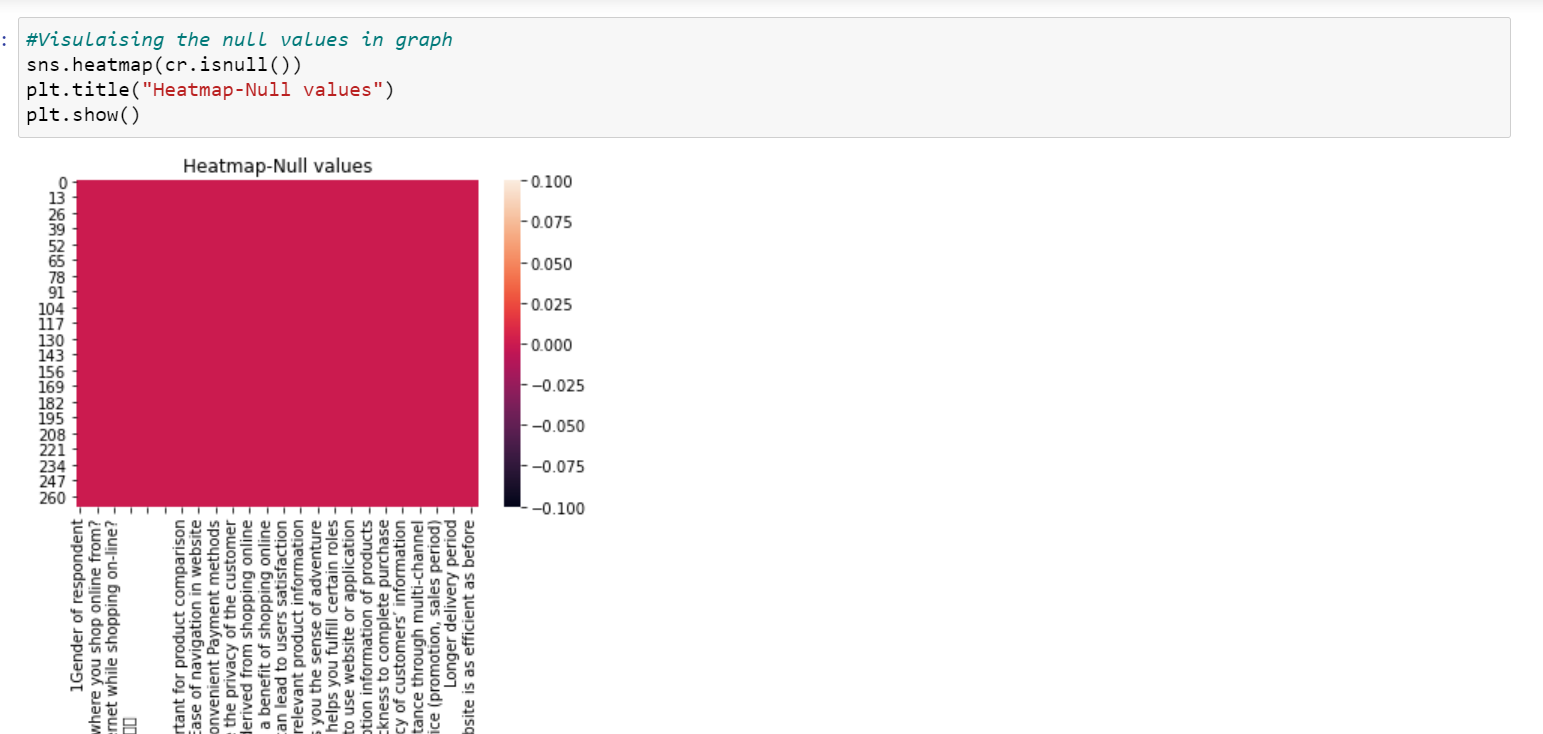 :
#Visulaising the null values in graph
sns.heatmap(cr.isnull())
plt.title("Heatmap-Null values")
plt.show()
Heatmap-Null values
0
13
26
39
52
65
78
91
104
117
130
143
156
169
182
195
208
221
234
247
260
0.100
0.075
0.050
0.025
0.000
−0.025
−0.050
−0.075
−0.100
1Gender of respondent
where you shop online from?
rnet while shopping on-line?
rtant for product comparison
Ease of navigation in website
onvenient Payment methods
the privacy of the customer
derived from shopping online
a benefit of shopping online
an lead to users satisfaction
relevant product information
you the sense of adventure
helps you fulfill certain roles
to use website or application
ption information of products
ckness to complete purchase
cy of customers’ information
tance through multi-channel
ice (promotion, sales period)
Longer delivery period
bsite is as efficient as before